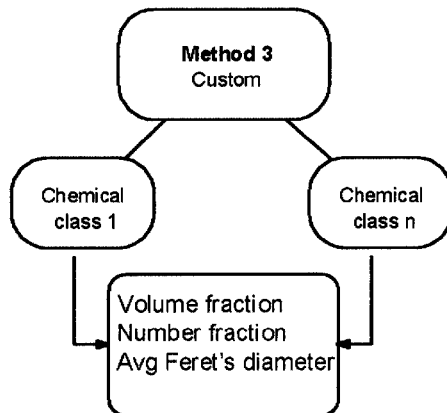 Method 3
Custom
Chemical
class 1
Chemical
class n
Volume fraction
Number fraction
Avg Feret's diameter